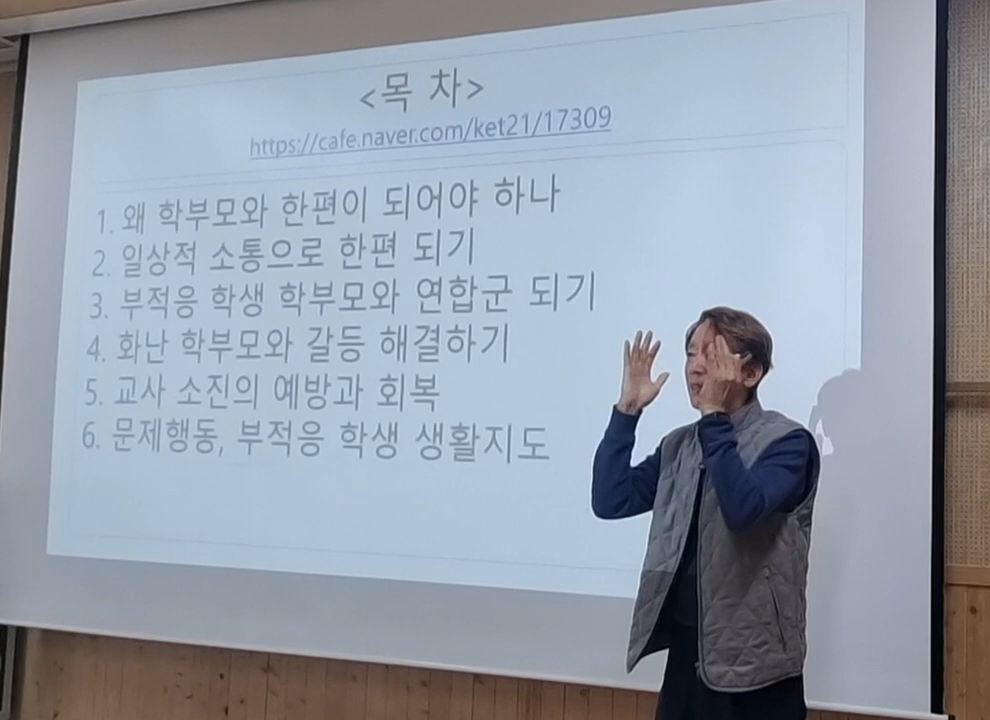 <목 차>
https://cafe.naver.com/ket21/17309
1. 왜 학부모와 한편이 되어야 하나
2. 일상적 소통으로 한편 되기
3. 부적응 학생 학부모와 연합군 되기
4. 화난 학부모와 갈등 해결하기
5. 교사 소진의 예방과 회복
6. 문제행동, 부적응 학생 생활지도